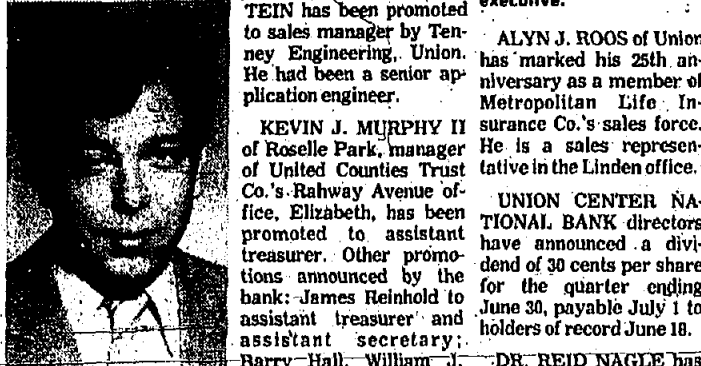 TEIN has been promoted
to sales manager by Ten-
ney Engineering, Union.
He had been a senior ap-
plication engineer.
KEVIN J. MURPHY II
of Roselle Park, manager
of United Counties Trust
Co.'s Rahway Avenue of-
fice, Elizabeth, has been
promoted to assistant
treasurer. Other promo-
tions announced by the
bank: James Reinhold to
assistant treasurer and
assistant secretary;
Barry Hall, William J.
executive.
ALYN J. ROOS of Union
has marked his 25th an-
niversary as a member of
Metropolitan Life In-
surance Co.'s sales force.
He is a sales represen-
tative in the Linden office.
UNION CENTER NA-
TIONAL BANK directors
have announced a divi-
dend of 30 cents per share
for the quarter ending
June 30, payable July 1 to
holders of record June 18.
DR. REID NAGLE has